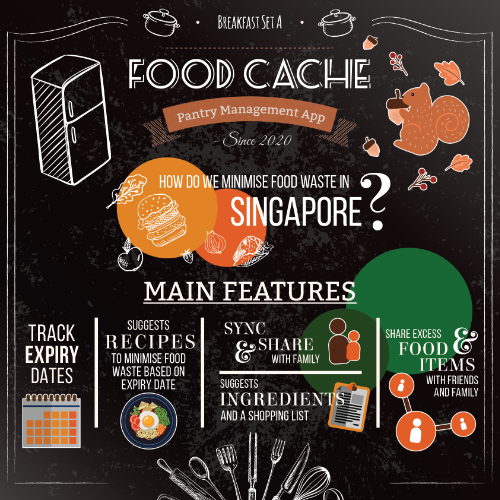 Breakfast Set A
FOOD CACHE
Pantry Management App
- Since 2020
HOW DO WE MINIMISE FOOD WASTE IN
SINGAPORE?
MAIN FEATURES
TRACK
EXPIRY
DATES
SUGGESTS
RECIPES
TO MINIMISE FOOD
WASTE BASED ON
EXPIRY DATE
SYNC
& SHARE
WITH FAMILY
SUGGESTS
INGREDIENTS
AND A SHOPPING LIST
SHARE EXCESS
FOOD &
ITEMS
WITH FRIENDS
AND FAMILY